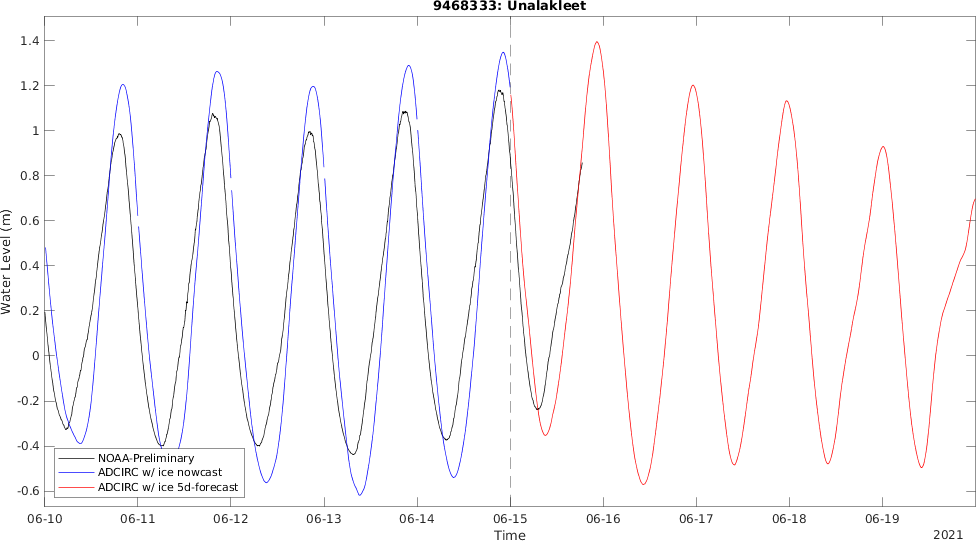 9468333: Unalakleet
1.4
1.2
1
0.8
0.6
0.4
0.2
0
-0.2
-0.4
-0.6
Water Level (m)
NOAA-Preliminary
ADCIRC w/ ice nowcast
ADCIRC w/ ice 5d-forecast
06-10 06-11 06-12 06-13 06-14 06-15 06-16 06-17 06-18 06-19
Time
2021